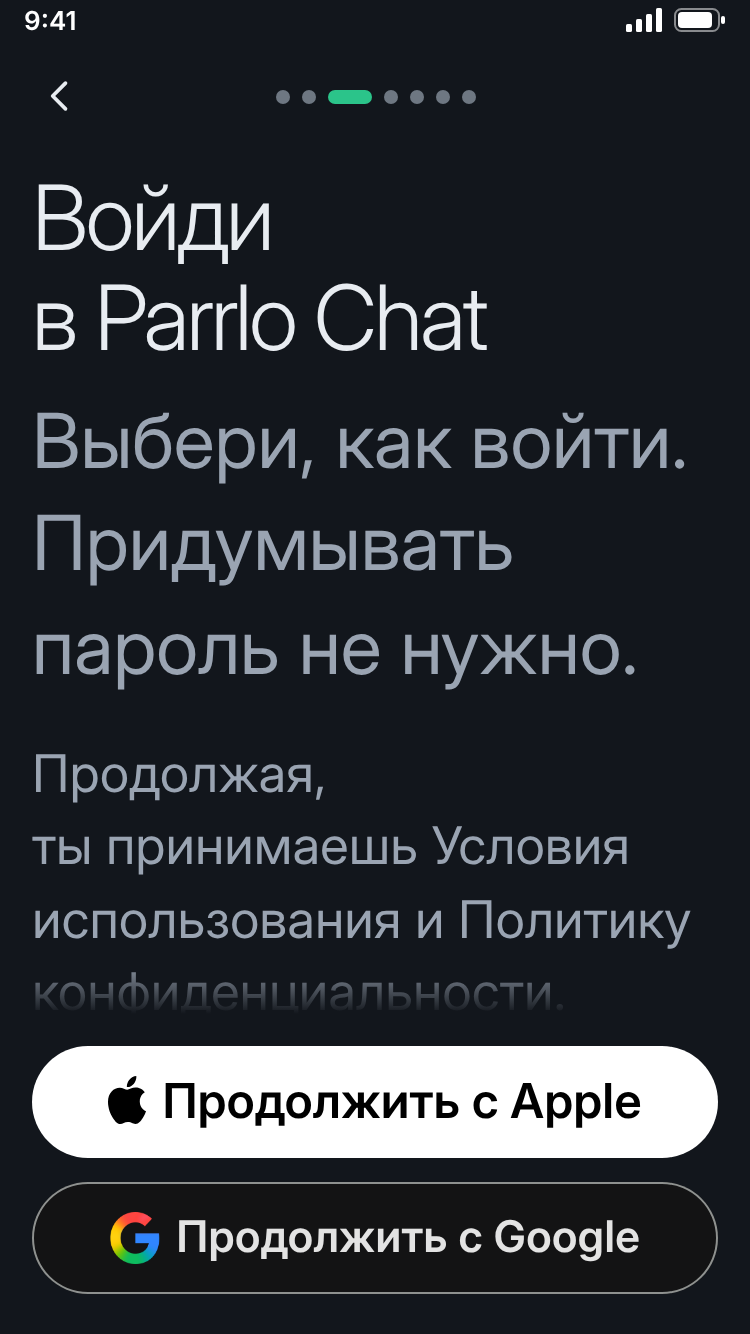 9:41
Войди
в Parrlo Chat
Выбери, как войти.
Придумывать
пароль не нужно.
Продолжая,
ты принимаешь Условия
использования и Политику
конфиденциальности.
Продолжить с Apple
Продолжить с Google